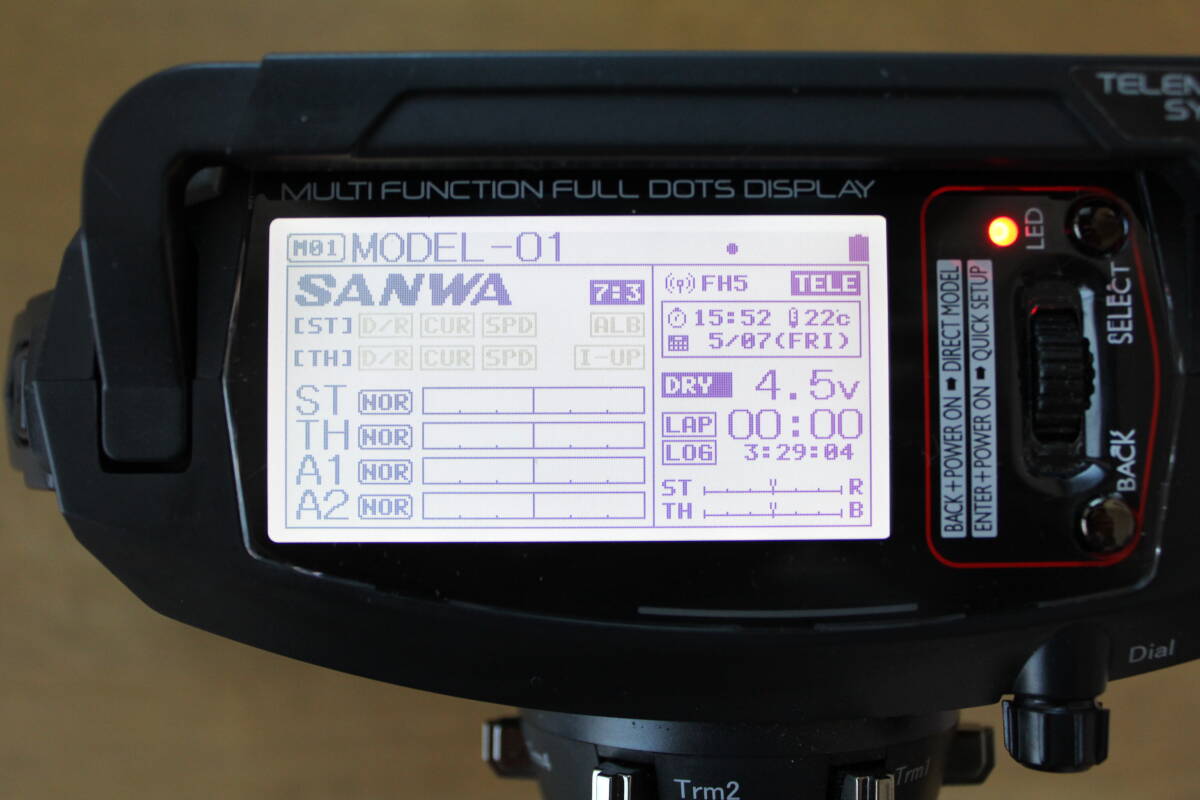 TELEM
SY
MULTI FUNCTION FULL DOTS DISPLAY
M01 MODEL-01
SANWA 7:3
[ST] D/R CUR SPD ALB
[TH] D/R CUR SPD I-UP
ST NOR
TH NOR
A1 NOR
A2 NOR
FH5 TELE
15:52 22c
5/07(FRI)
DRY 4.5v
LAP 00:00
LOG 3:29:04
ST R
TH B
LED
SELECT
BACK
BACK+POWER ON ➡ DIRECT MODEL
ENTER+POWER ON ➡ QUICK SETUP
Dial
Trm2
Trm1